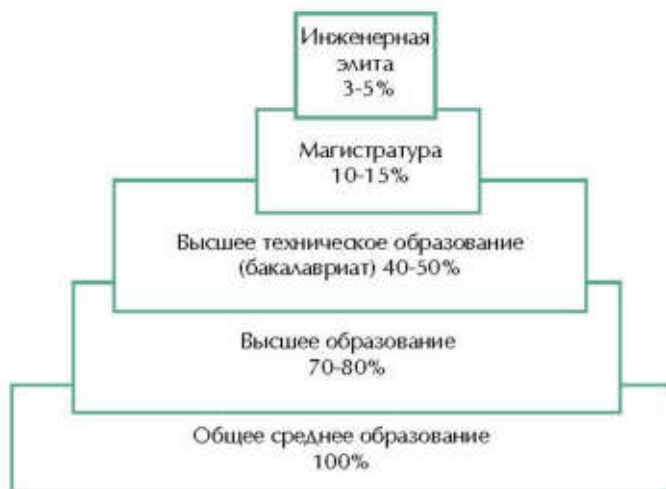 Инженерная
элита
3-5%
Магистратура
10-15%
Высшее техническое образование
(бакалавриат) 40-50%
Высшее образование
70-80%
Общее среднее образование
100%